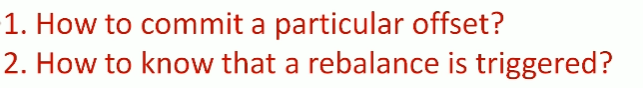 1. How to commit a particular offset?
2. How to know that a rebalance is triggered?